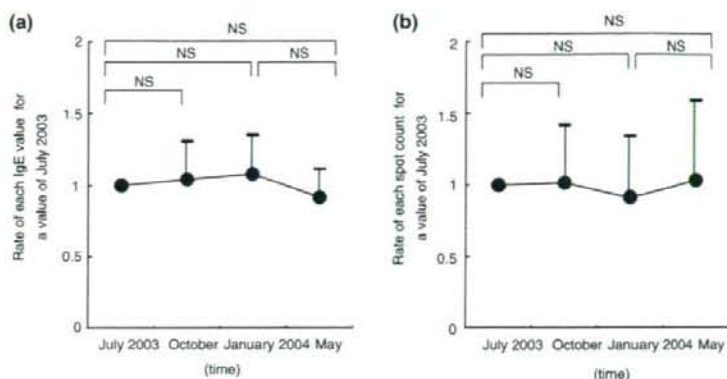 (a)
NS
NS NS
NS
Rate of each IgE value for
a value of July 2003
2
1.5
1
0.5
0
July 2003 October January 2004 May
(time)
(b)
NS
NS NS
NS
Rate of each spot count for
a value of July 2003
2
1.5
1
0.5
0
July 2003 October January 2004 May
(time)